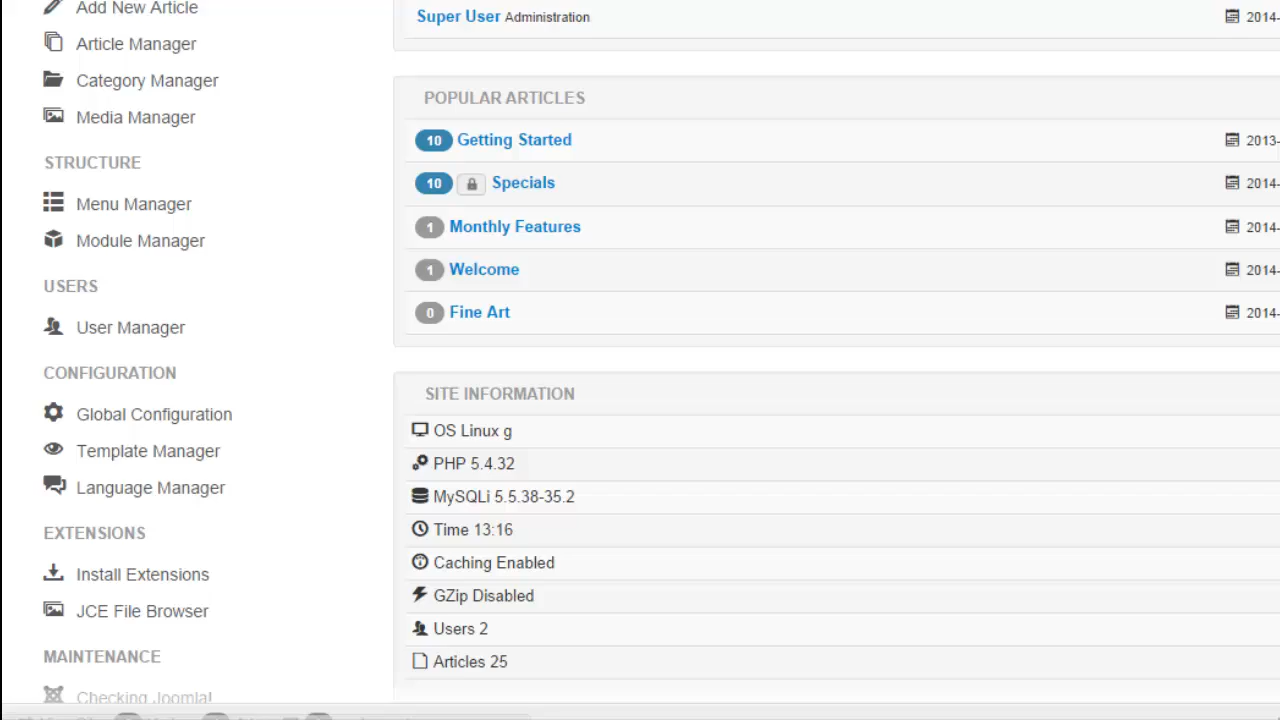 Add New Article
Article Manager
Category Manager
Media Manager
STRUCTURE
Menu Manager
Module Manager
USERS
User Manager
CONFIGURATION
Global Configuration
Template Manager
Language Manager
EXTENSIONS
Install Extensions
JCE File Browser
MAINTENANCE
Checking Joomla!
Super User Administration 2014-
POPULAR ARTICLES
10 Getting Started 2013-
10 Specials 2014-
1 Monthly Features 2014-
1 Welcome 2014-
0 Fine Art 2014-
SITE INFORMATION
OS Linux g
PHP 5.4.32
MySQLi 5.5.38-35.2
Time 13:16
Caching Enabled
GZip Disabled
Users 2
Articles 25